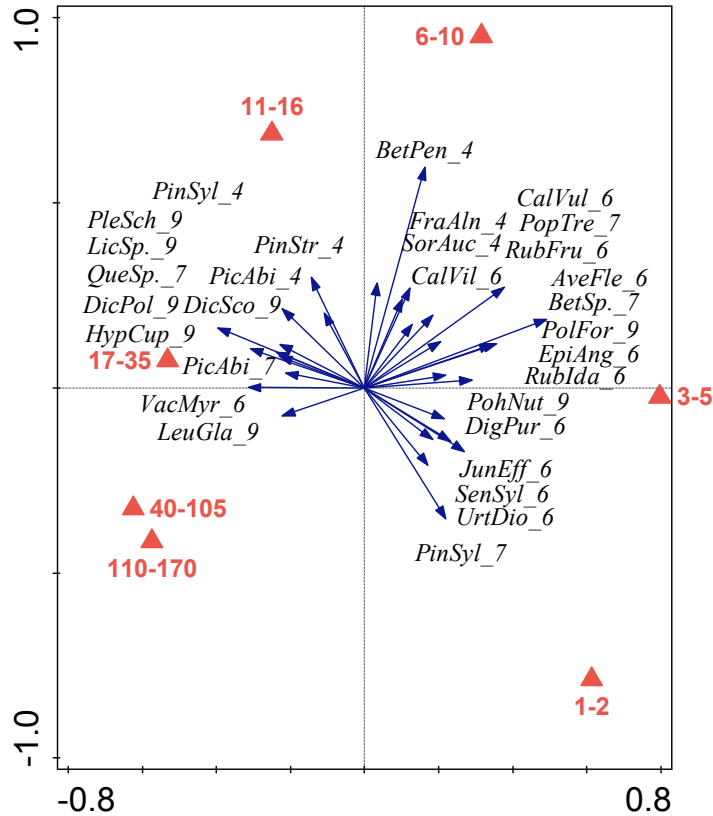 1.0
6-10
11-16
BetPen_4
PinSyl_4
CalVul_6
PleSch_9
FraAln_4
PopTre_7
LicSp._9
PinStr_4
SorAuc_4
RubFru_6
QueSp._7
PicAbi_4
CalVil_6
AveFle_6
DicPol_9
DicSco_9
BetSp._7
HypCup_9
PolFor_9
17-35
PicAbi_7
EpiAng_6
RubIda_6
3-5
VacMyr_6
PohNut_9
LeuGla_9
DigPur_6
JunEff_6
40-105
SenSyl_6
UrtDio_6
110-170
PinSyl_7
1-2
-1.0
-0.8
0.8